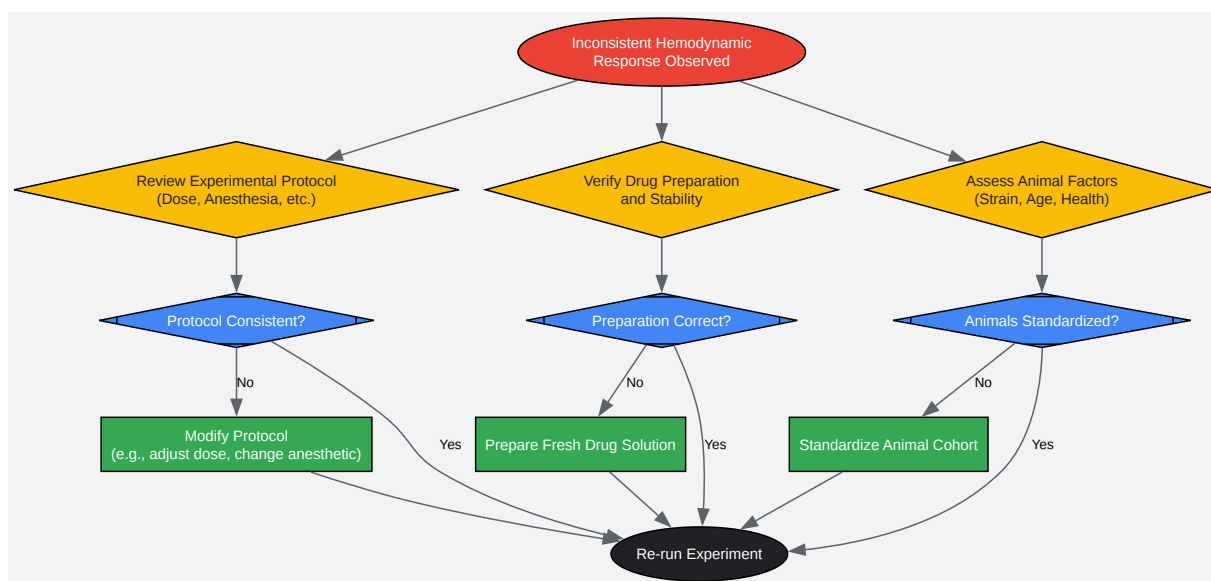 Inconsistent Hemodynamic
Response Observed
Review Experimental Protocol
(Dose, Anesthesia, etc.)
Verify Drug Preparation
and Stability
Assess Animal Factors
(Strain, Age, Health)
Protocol Consistent?
Preparation Correct?
Animals Standardized?
No
No
No
Modify Protocol
(e.g., adjust dose, change anesthetic)
Yes
Prepare Fresh Drug Solution
Yes
Standardize Animal Cohort
Yes
Re-run Experiment